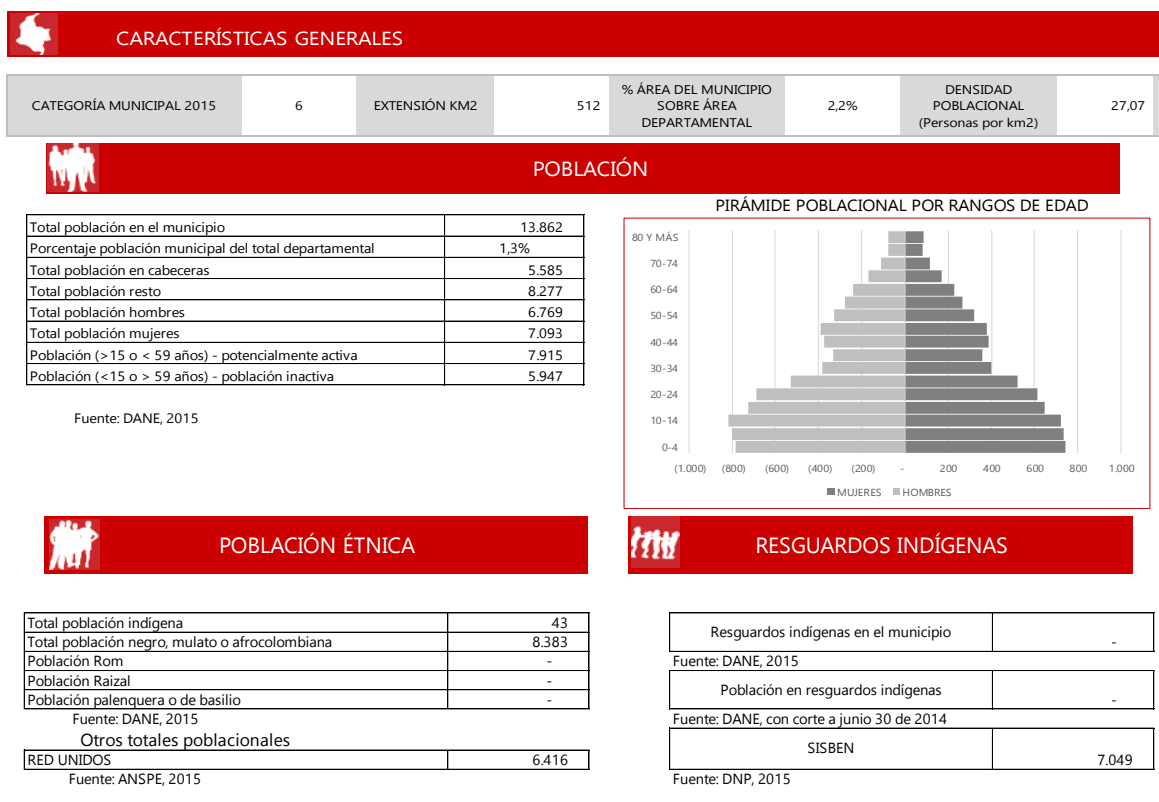 CARACTERÍSTICAS GENERALES
CATEGORÍA MUNICIPAL 2015 6 EXTENSIÓN KM2 512 % ÁREA DEL MUNICIPIO SOBRE ÁREA DEPARTAMENTAL 2,2% DENSIDAD POBLACIONAL (Personas por km2) 27,07
POBLACIÓN
Total población en el municipio 13.862
Porcentaje población municipal del total departamental 1,3%
Total población en cabeceras 5.585
Total población resto 8.277
Total población hombres 6.769
Total población mujeres 7.093
Población (>15 o < 59 años) - potencialmente activa 7.915
Población (<15 o > 59 años) - población inactiva 5.947
Fuente: DANE, 2015
PIRÁMIDE POBLACIONAL POR RANGOS DE EDAD
80 Y MÁS
70-74
60-64
50-54
40-44
30-34
20-24
10-14
0-4
(1.000) (800) (600) (400) (200) - 200 400 600 800 1.000
MUJERES HOMBRES
POBLACIÓN ÉTNICA
Total población indígena 43
Total población negro, mulato o afrocolombiana 8.383
Población Rom -
Población Raizal -
Población palenquera o de basilio -
Fuente: DANE, 2015
Otros totales poblacionales
RED UNIDOS 6.416
Fuente: ANSPE, 2015
RESGUARDOS INDÍGENAS
Resguardos indígenas en el municipio -
Fuente: DANE, 2015
Población en resguardos indígenas -
Fuente: DANE, con corte a junio 30 de 2014
SISBEN 7.049
Fuente: DNP, 2015